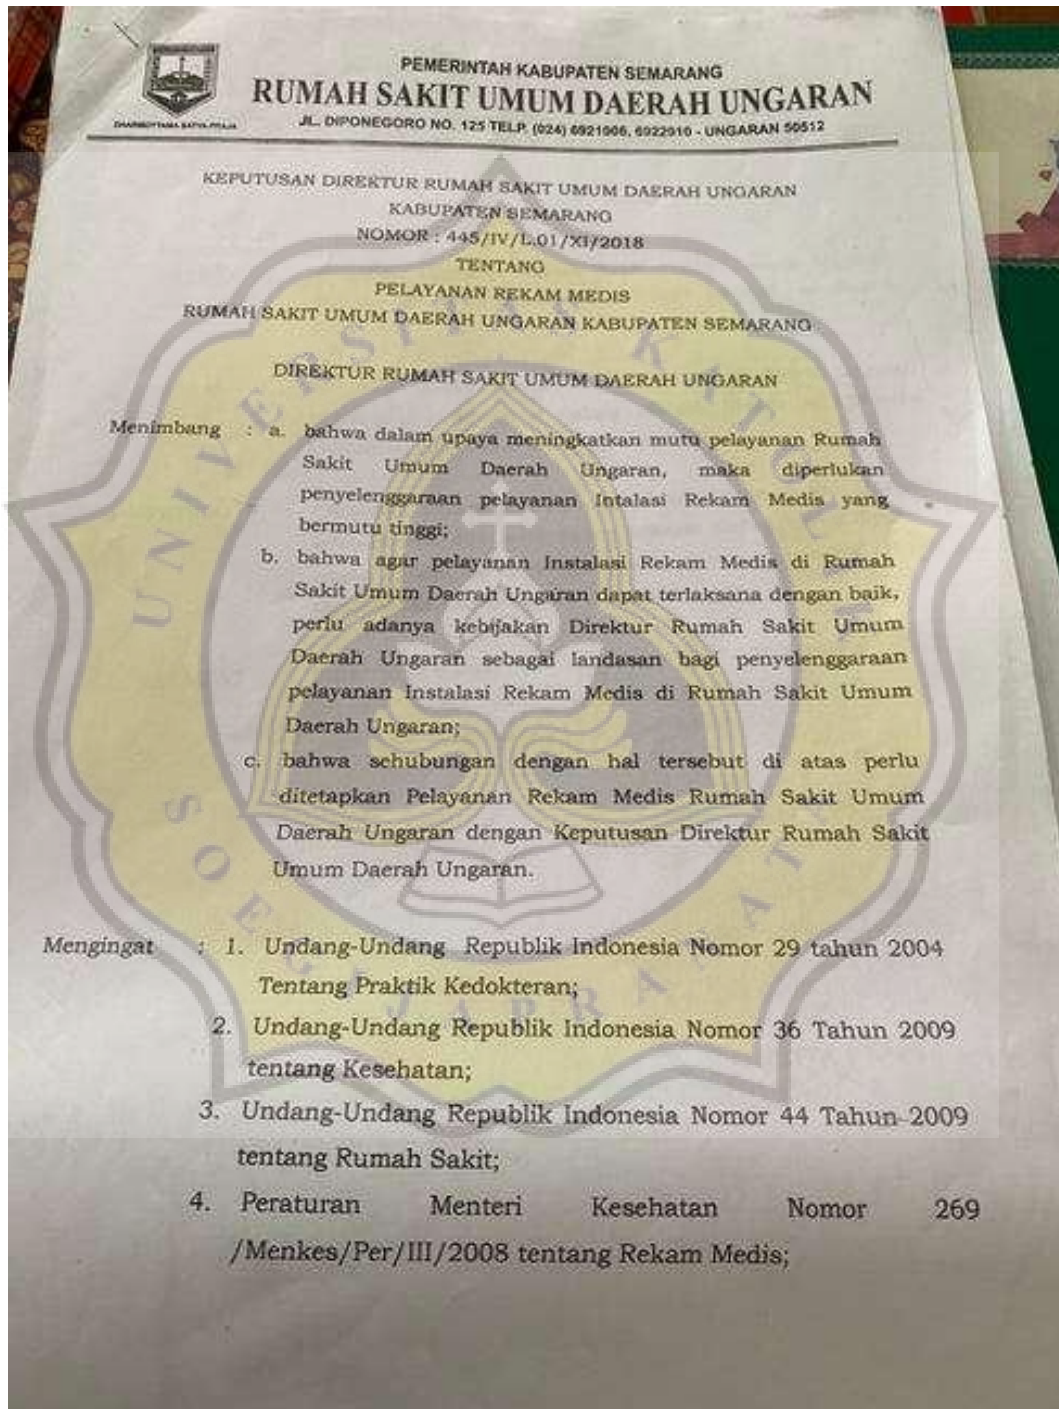 PEMERINTAH KABUPATEN SEMARANG
RUMAH SAKIT UMUM DAERAH UNGARAN
JL. DIPONEGORO NO. 125 TELP. (024) 6921006, 6922910 - UNGARAN 50512
DHARMOTTAMA SATYA PRAJA
KEPUTUSAN DIREKTUR RUMAH SAKIT UMUM DAERAH UNGARAN
KABUPATEN SEMARANG
NOMOR : 445/IV/L.01/XI/2018
TENTANG
PELAYANAN REKAM MEDIS
RUMAH SAKIT UMUM DAERAH UNGARAN KABUPATEN SEMARANG
DIREKTUR RUMAH SAKIT UMUM DAERAH UNGARAN
Menimbang : a. bahwa dalam upaya meningkatkan mutu pelayanan Rumah
Sakit Umum Daerah Ungaran, maka diperlukan
penyelenggaraan pelayanan Intalasi Rekam Medis yang
bermutu tinggi;
b. bahwa agar pelayanan Instalasi Rekam Medis di Rumah
Sakit Umum Daerah Ungaran dapat terlaksana dengan baik,
perlu adanya kebijakan Direktur Rumah Sakit Umum
Daerah Ungaran sebagai landasan bagi penyelenggaraan
pelayanan Instalasi Rekam Medis di Rumah Sakit Umum
Daerah Ungaran;
c. bahwa sehubungan dengan hal tersebut di atas perlu
ditetapkan Pelayanan Rekam Medis Rumah Sakit Umum
Daerah Ungaran dengan Keputusan Direktur Rumah Sakit
Umum Daerah Ungaran.
Mengingat : 1. Undang-Undang Republik Indonesia Nomor 29 tahun 2004
Tentang Praktik Kedokteran;
2. Undang-Undang Republik Indonesia Nomor 36 Tahun 2009
tentang Kesehatan;
3. Undang-Undang Republik Indonesia Nomor 44 Tahun 2009
tentang Rumah Sakit;
4. Peraturan Menteri Kesehatan Nomor 269
/Menkes/Per/III/2008 tentang Rekam Medis;
UNIVERSITAS KATOLIK
SOEGIJAPRANATA